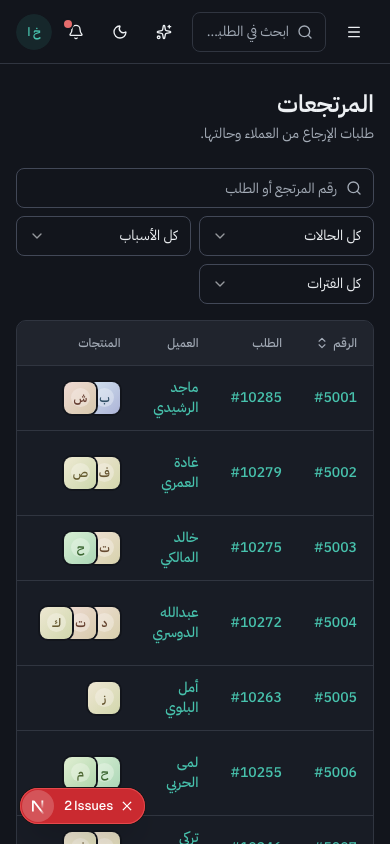 خ ا
ابحث في الطلبـ...
المرتجعات
طلبات الإرجاع من العملاء وحالتها.
رقم المرتجع أو الطلب
كل الحالات
كل الأسباب
كل الفترات
الرقم الطلب العميل المنتجات
#5001 #10285 ماجد الرشيدي ب ش
#5002 #10279 غادة العمري ف ص
#5003 #10275 خالد المالكي ت ح
#5004 #10272 عبدالله الدوسري د ت ك
#5005 #10263 أمل البلوي ز
#5006 #10255 لمى الحربي ح م
تركي
N 2 Issues